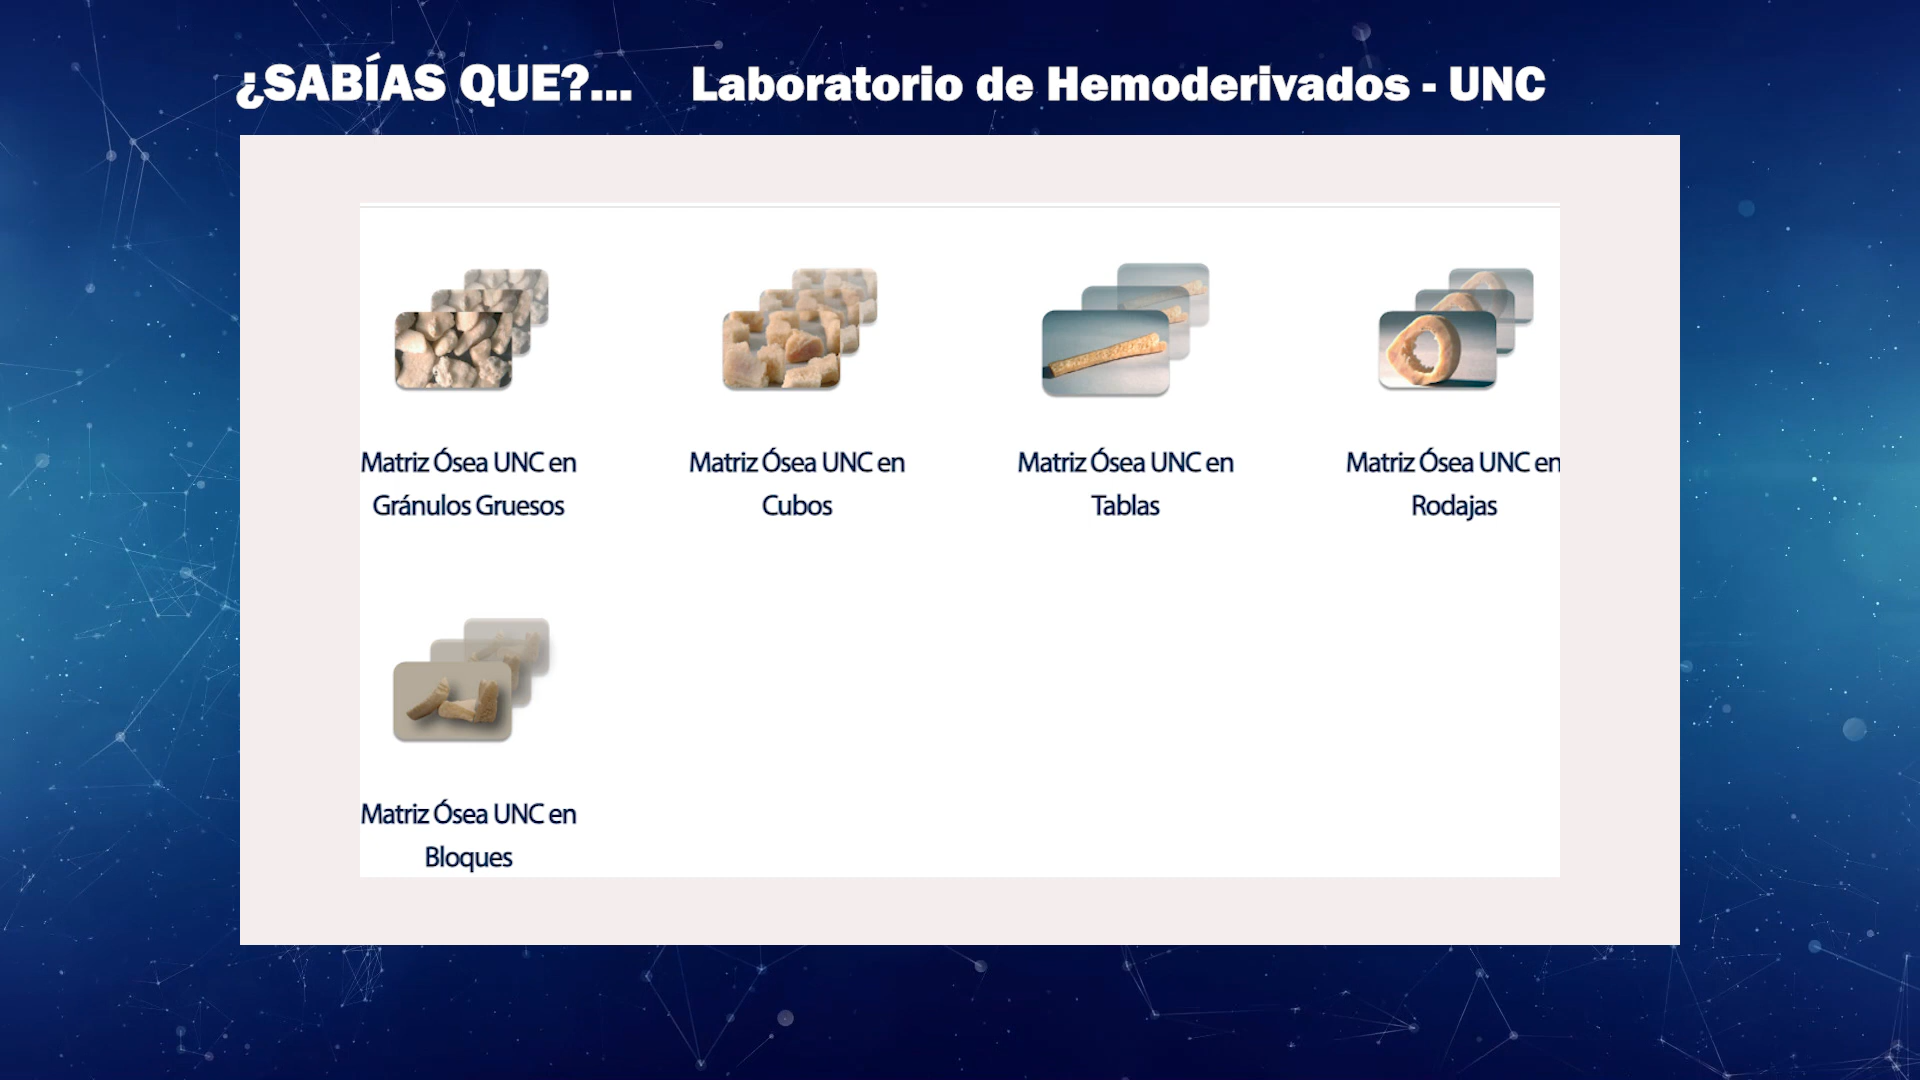 ¿SABÍAS QUE?... Laboratorio de Hemoderivados - UNC
Matriz Ósea UNC en
Gránulos Gruesos
Matriz Ósea UNC en
Cubos
Matriz Ósea UNC en
Tablas
Matriz Ósea UNC en
Rodajas
Matriz Ósea UNC en
Bloques